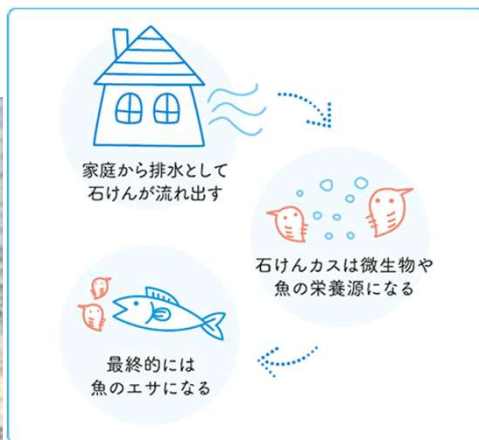 家庭から排水として
石けんが流れ出す
石けんカスは微生物や
魚の栄養源になる
最終的には
魚のエサになる